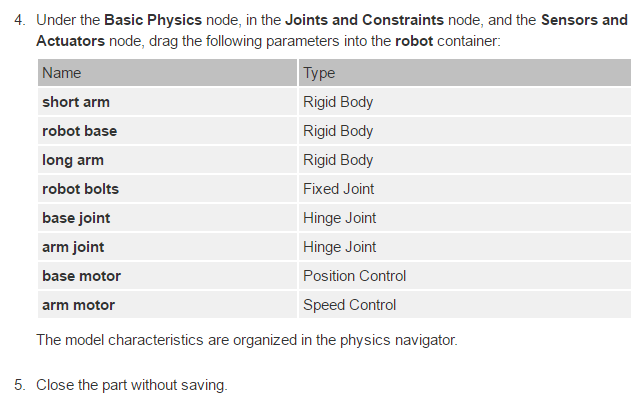 4. Under the Basic Physics node, in the Joints and Constraints node, and the Sensors and
Actuators node, drag the following parameters into the robot container:
Name Type
short arm Rigid Body
robot base Rigid Body
long arm Rigid Body
robot bolts Fixed Joint
base joint Hinge Joint
arm joint Hinge Joint
base motor Position Control
arm motor Speed Control
The model characteristics are organized in the physics navigator.
5. Close the part without saving.